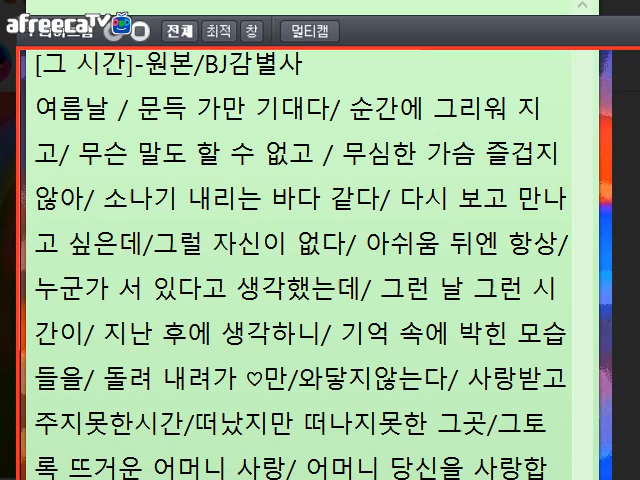 afreecaTV
전체 최적 창 멀티캠
[그 시간]-원본/BJ감별사
여름날 / 문득 가만 기대다/ 순간에 그리워 지
고/ 무슨 말도 할 수 없고 / 무심한 가슴 즐겁지
않아/ 소나기 내리는 바다 같다/ 다시 보고 만나
고 싶은데/그럴 자신이 없다/ 아쉬움 뒤엔 항상/
누군가 서 있다고 생각했는데/ 그런 날 그런 시
간이/ 지난 후에 생각하니/ 기억 속에 박힌 모습
들을/ 돌려 내려가 ♡만/와닿지않는다/ 사랑받고
주지못한시간/떠났지만 떠나지못한 그곳/그토
록 뜨거운 어머니 사랑/ 어머니 당신을 사랑합